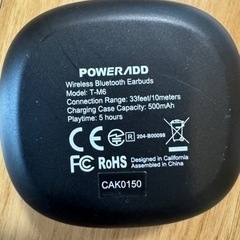 POWERADD
Wireless Bluetooth Earbuds
Model: T-M6
Connection Range: 33feet/10meters
Charging Case Capacity: 500mAh
Playtime: 5 hours
R 204-B00098
FC RoHS
Designed in California
Assembled in China
CAK0150